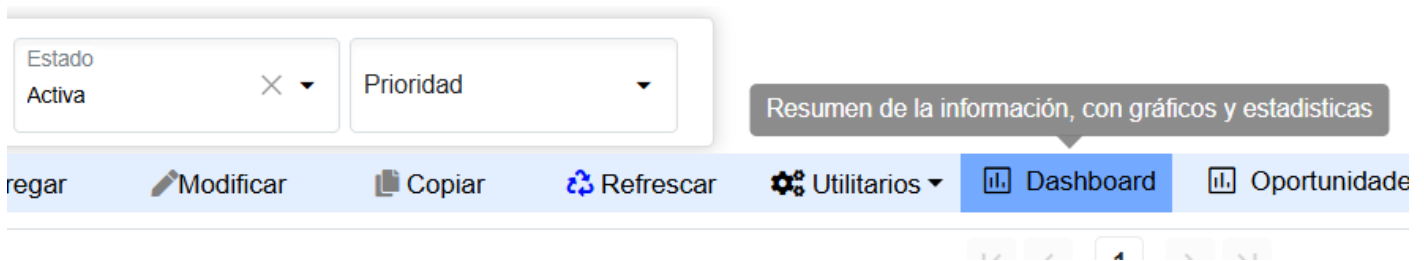 Estado
Activa
Prioridad
Resumen de la información, con gráficos y estadisticas
regar Modificar Copiar Refrescar Utilitarios Dashboard Oportunidade
1